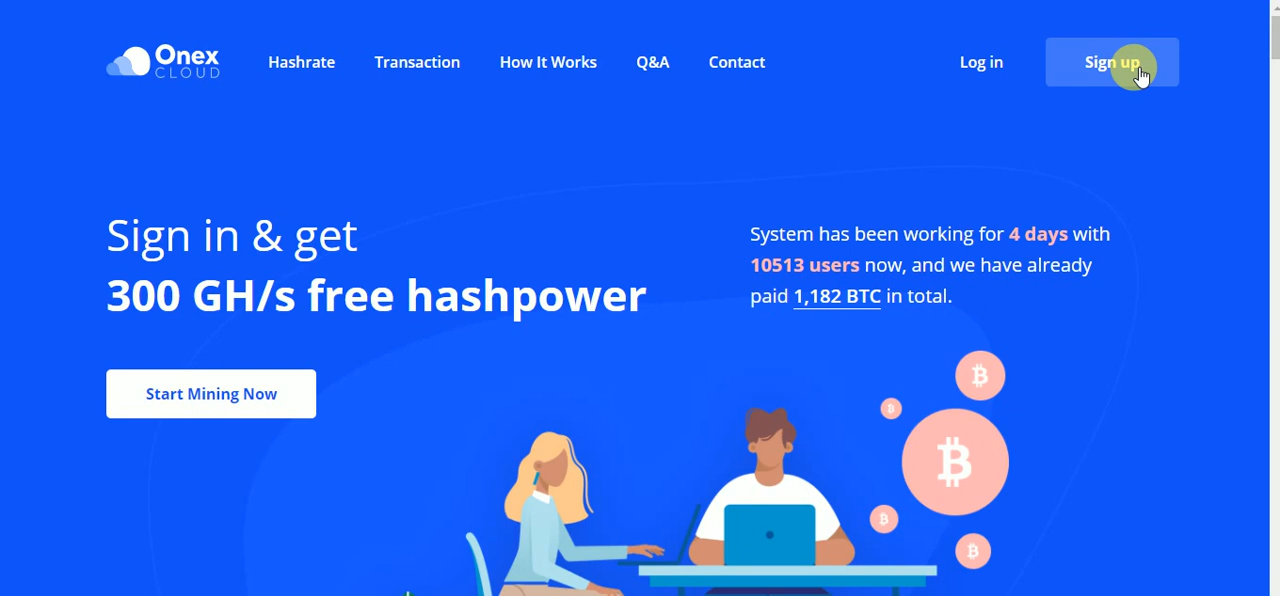 Onex
CLOUD
Hashrate
Transaction
How It Works
Q&A
Contact
Log in
Sign up
Sign in & get
300 GH/s free hashpower
System has been working for 4 days with
10513 users now, and we have already
paid 1,182 BTC in total.
Start Mining Now